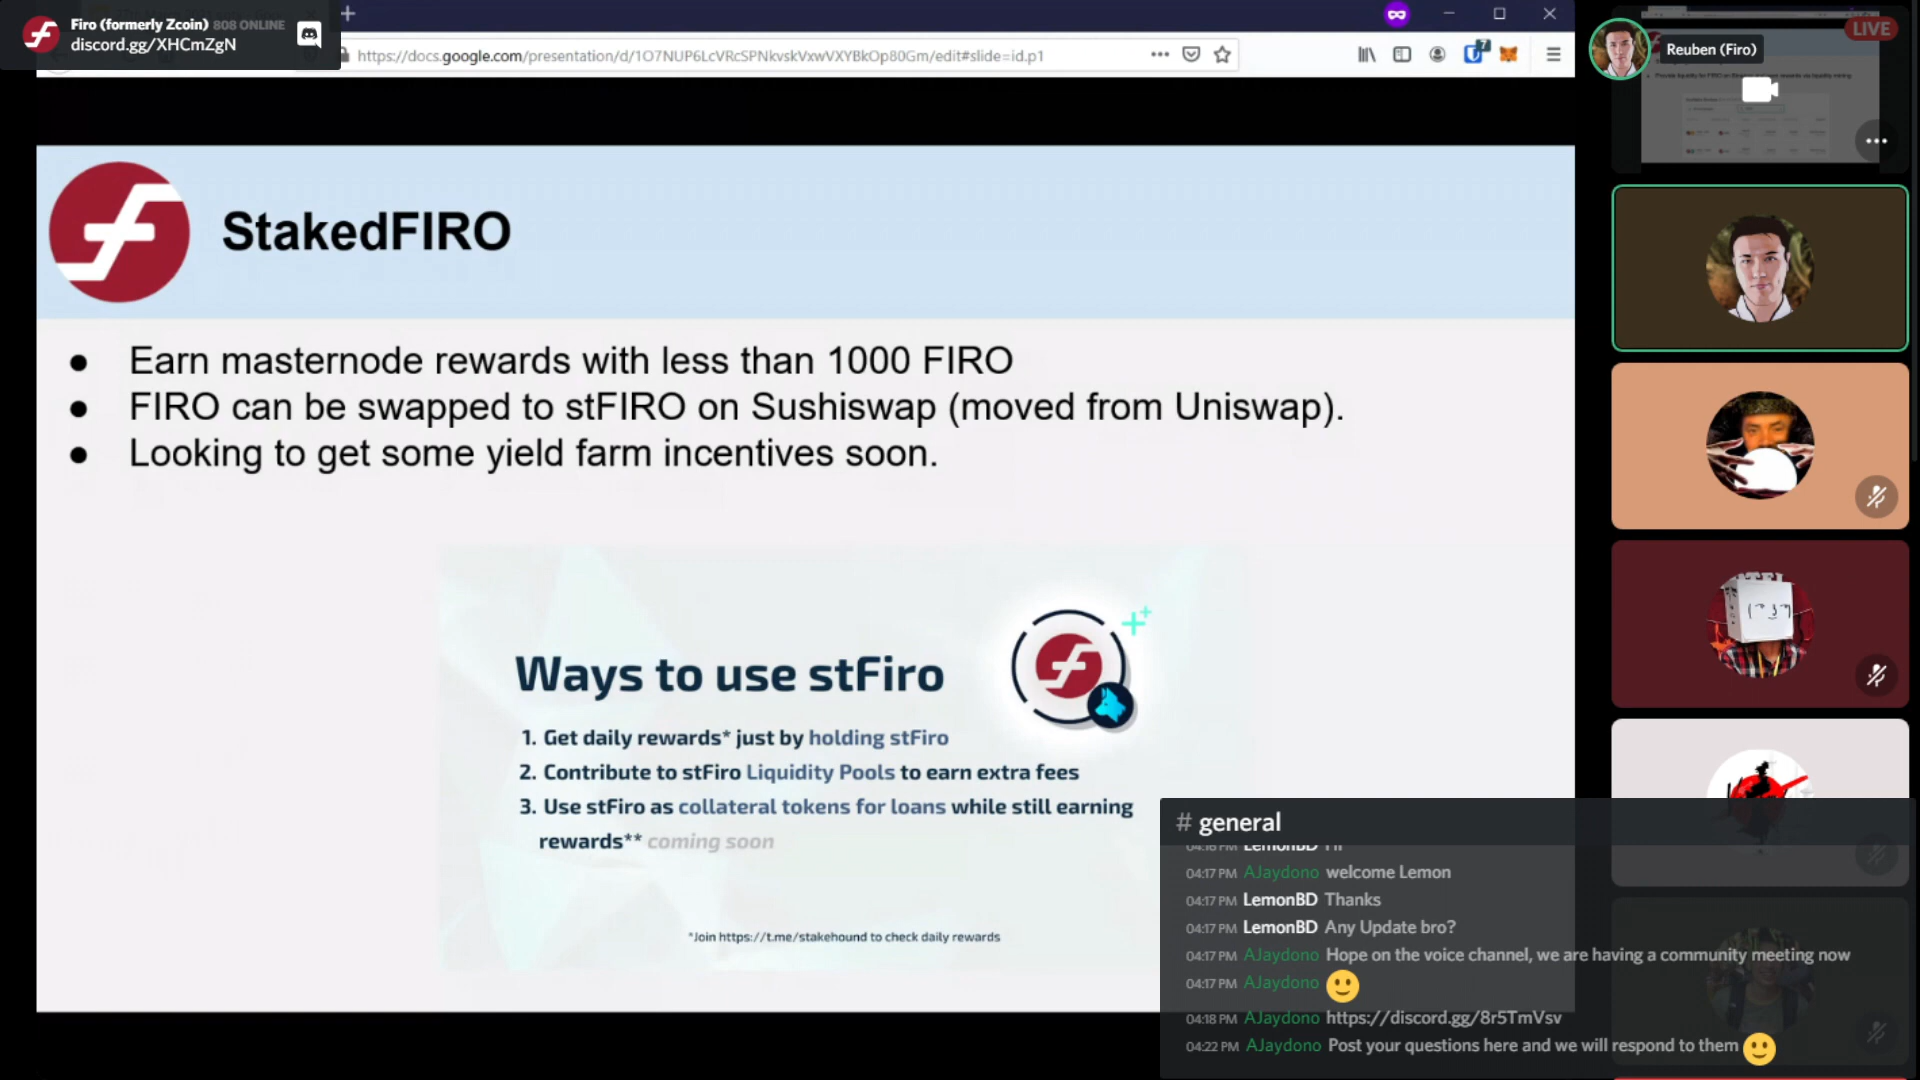 Firo (formerly Zcoin) 808 ONLINE
discord.gg/XHCmZgN
https://docs.google.com/presentation/d/1O7NUP6LcVRcSPNkvskVxwVXYBkOp80Gm/edit#slide=id.p1
7
Reuben (Firo)
LIVE
StakedFIRO
● Earn masternode rewards with less than 1000 FIRO
● FIRO can be swapped to stFIRO on Sushiswap (moved from Uniswap).
● Looking to get some yield farm incentives soon.
Ways to use stFiro
1. Get daily rewards* just by holding stFiro
2. Contribute to stFiro Liquidity Pools to earn extra fees
3. Use stFiro as collateral tokens for loans while still earning
rewards** coming soon
*Join https://t.me/stakehound to check daily rewards
# general
04:16 PM LemonBD Hi
04:17 PM AJaydono welcome Lemon
04:17 PM LemonBD Thanks
04:17 PM LemonBD Any Update bro?
04:17 PM AJaydono Hope on the voice channel, we are having a community meeting now
04:17 PM AJaydono 🙂
04:18 PM AJaydono https://discord.gg/8r5TmVsv
04:22 PM AJaydono Post your questions here and we will respond to them 🙂